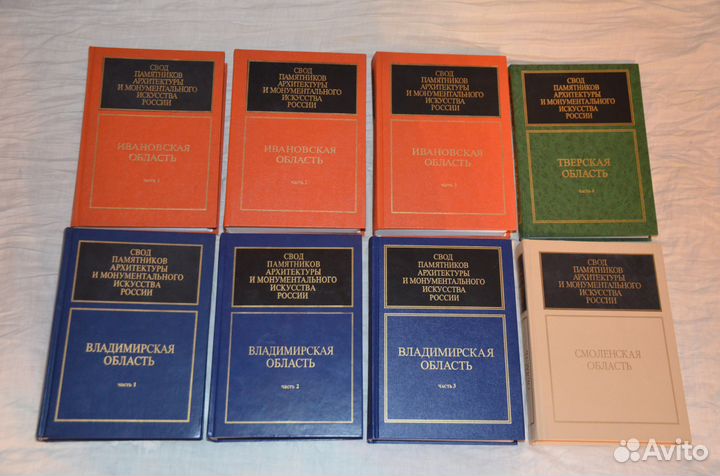 СВОД
ПАМЯТНИКОВ
АРХИТЕКТУРЫ
И МОНУМЕНТАЛЬНОГО
ИСКУССТВА
РОССИИ
ИВАНОВСКАЯ
ОБЛАСТЬ
часть 1
СВОД
ПАМЯТНИКОВ
АРХИТЕКТУРЫ
И МОНУМЕНТАЛЬНОГО
ИСКУССТВА
РОССИИ
ИВАНОВСКАЯ
ОБЛАСТЬ
часть 2
СВОД
ПАМЯТНИКОВ
АРХИТЕКТУРЫ
И МОНУМЕНТАЛЬНОГО
ИСКУССТВА
РОССИИ
ИВАНОВСКАЯ
ОБЛАСТЬ
часть 3
СВОД
ПАМЯТНИКОВ
АРХИТЕКТУРЫ
И МОНУМЕНТАЛЬНОГО
ИСКУССТВА
РОССИИ
ТВЕРСКАЯ
ОБЛАСТЬ
часть 4
СВОД
ПАМЯТНИКОВ
АРХИТЕКТУРЫ
И МОНУМЕНТАЛЬНОГО
ИСКУССТВА
РОССИИ
ВЛАДИМИРСКАЯ
ОБЛАСТЬ
часть 1
СВОД
ПАМЯТНИКОВ
АРХИТЕКТУРЫ
И МОНУМЕНТАЛЬНОГО
ИСКУССТВА
РОССИИ
ВЛАДИМИРСКАЯ
ОБЛАСТЬ
часть 2
СВОД
ПАМЯТНИКОВ
АРХИТЕКТУРЫ
И МОНУМЕНТАЛЬНОГО
ИСКУССТВА
РОССИИ
ВЛАДИМИРСКАЯ
ОБЛАСТЬ
часть 3
СВОД
ПАМЯТНИКОВ
АРХИТЕКТУРЫ
И МОНУМЕНТАЛЬНОГО
ИСКУССТВА
РОССИИ
СМОЛЕНСКАЯ
ОБЛАСТЬ
Avito